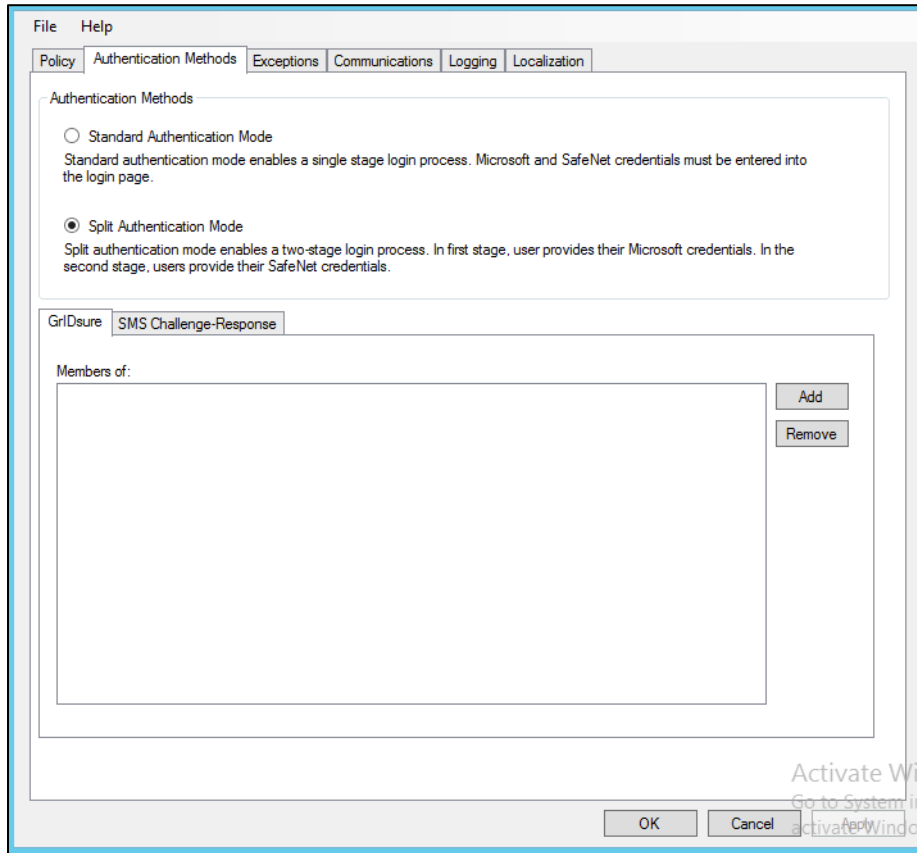 File Help
Policy Authentication Methods Exceptions Communications Logging Localization
Authentication Methods
Standard Authentication Mode
Standard authentication mode enables a single stage login process. Microsoft and SafeNet credentials must be entered into
the login page.
Split Authentication Mode
Split authentication mode enables a two-stage login process. In first stage, user provides their Microsoft credentials. In the
second stage, users provide their SafeNet credentials.
GrIDsure SMS Challenge-Response
Members of:
Add
Remove
Activate Wi
Go to System i
OK Cancel Apply
activate Windo